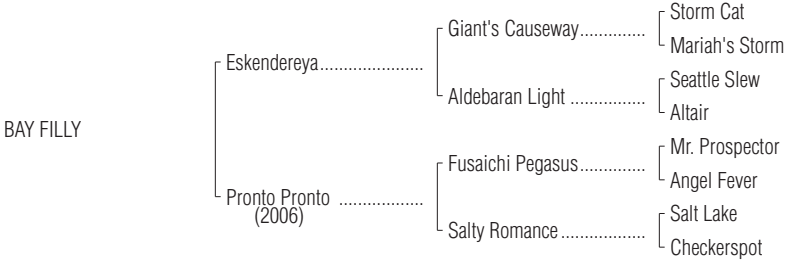 Storm Cat
Giant's Causeway..............
Mariah's Storm
Eskendereya......................
Seattle Slew
Aldebaran Light ................
Altair
BAY FILLY
Mr. Prospector
Fusaichi Pegasus..............
Angel Fever
Pronto Pronto ..................
(2006)
Salt Lake
Salty Romance..................
Checkerspot